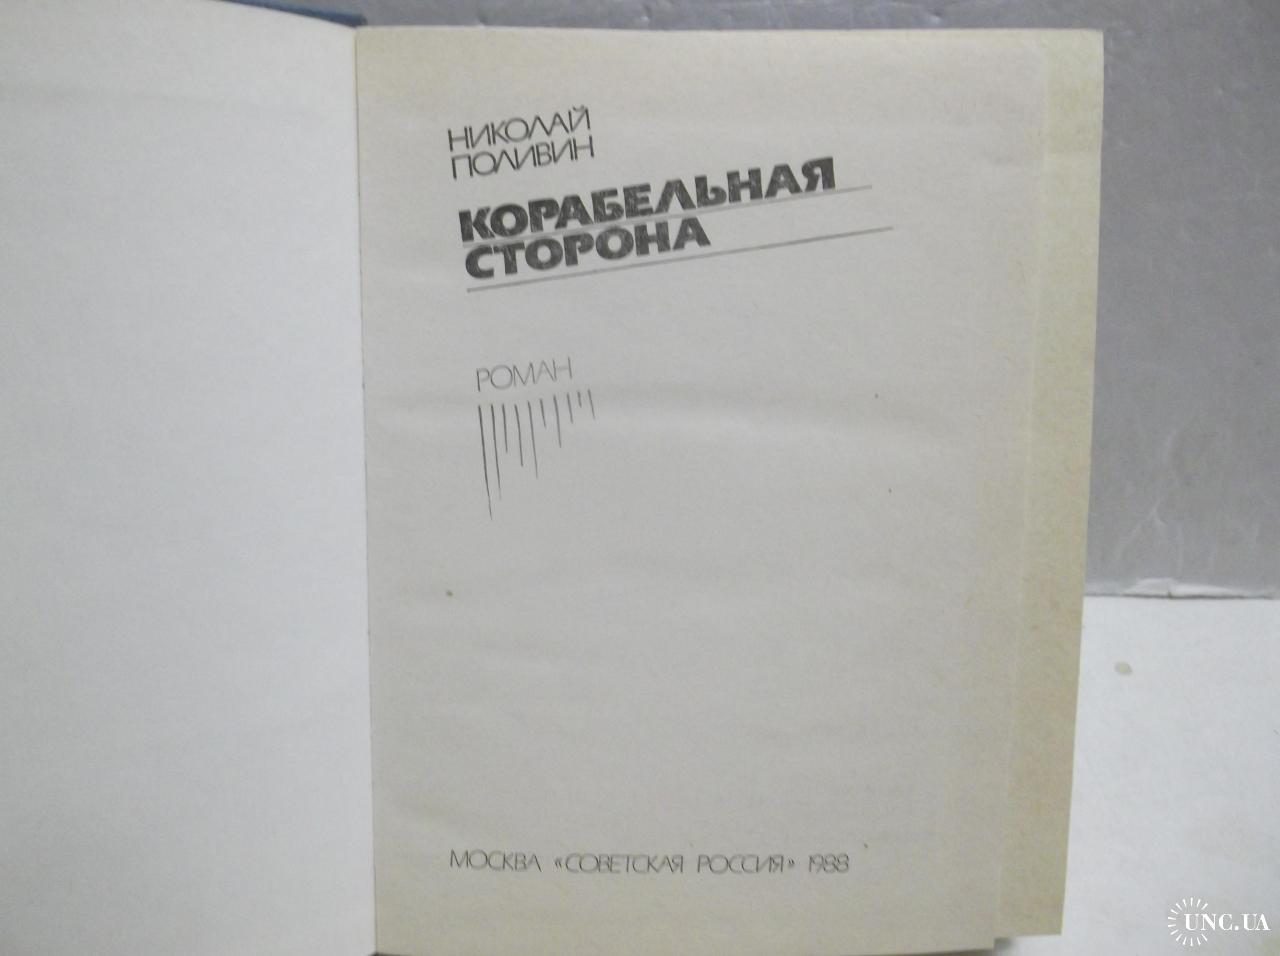 НИКОЛАЙ
ПОЛИВИН
КОРАБЕЛЬНАЯ
СТОРОНА
РОМАН
МОСКВА «СОВЕТСКАЯ РОССИЯ» 1988
UNC.UA